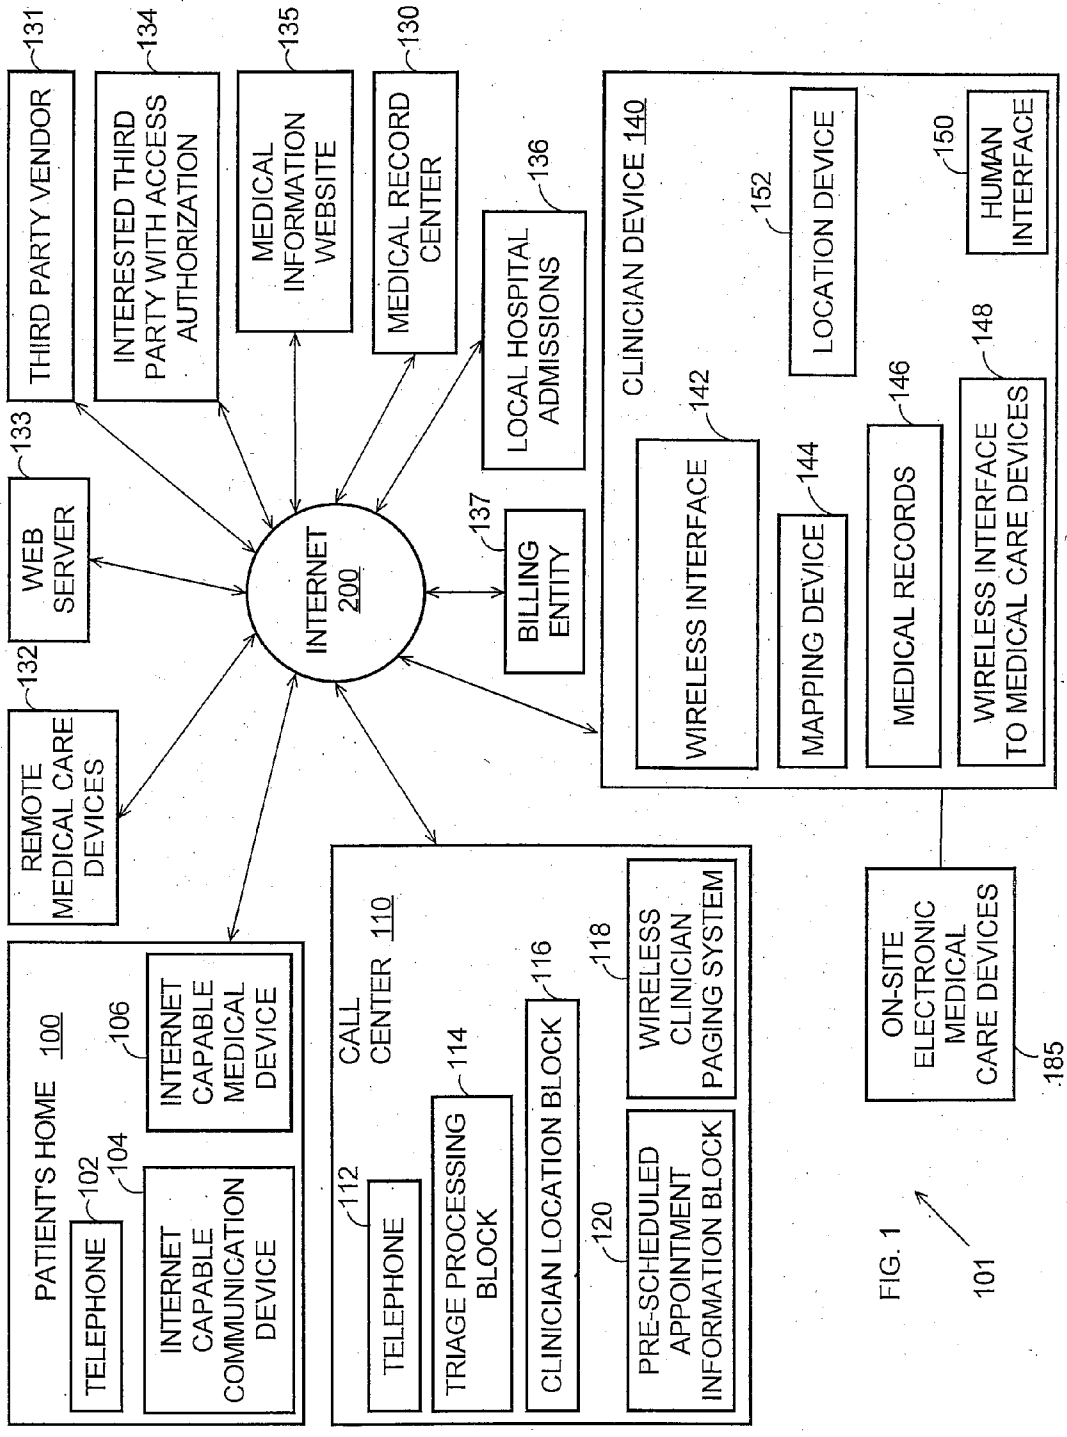 PATIENT'S HOME 100
TELEPHONE
102
INTERNET
CAPABLE
COMMUNICATION
DEVICE
104
INTERNET
CAPABLE
MEDICAL
DEVICE
106
REMOTE
MEDICAL CARE
DEVICES
132
WEB
SERVER
133
THIRD PARTY VENDOR
131
INTERESTED THIRD
PARTY WITH ACCESS
AUTHORIZATION
134
MEDICAL
INFORMATION
WEBSITE
135
MEDICAL RECORD
CENTER
130
LOCAL HOSPITAL
ADMISSIONS
136
INTERNET
200
BILLING
ENTITY
137
CALL
CENTER 110
TELEPHONE
112
TRIAGE PROCESSING
BLOCK
114
CLINICIAN LOCATION BLOCK
116
PRE-SCHEDULED
APPOINTMENT
INFORMATION BLOCK
120
WIRELESS
CLINICIAN
PAGING SYSTEM
118
CLINICIAN DEVICE 140
WIRELESS INTERFACE
142
MAPPING DEVICE
144
MEDICAL RECORDS
146
WIRELESS INTERFACE
TO MEDICAL CARE DEVICES
148
LOCATION DEVICE
152
HUMAN
INTERFACE
150
ON-SITE
ELECTRONIC
MEDICAL
CARE DEVICES
185
FIG. 1
101